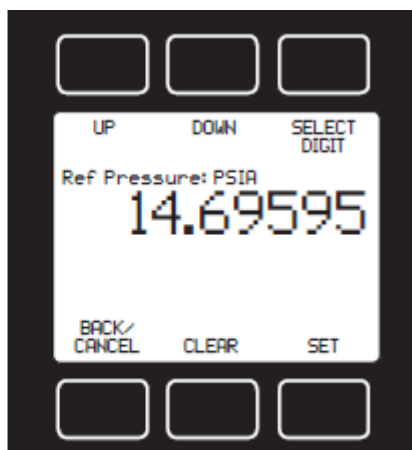 UP DOWN SELECT
DIGIT
Ref Pressure: PSIA
14.69595
BACK/
CANCEL CLEAR SET